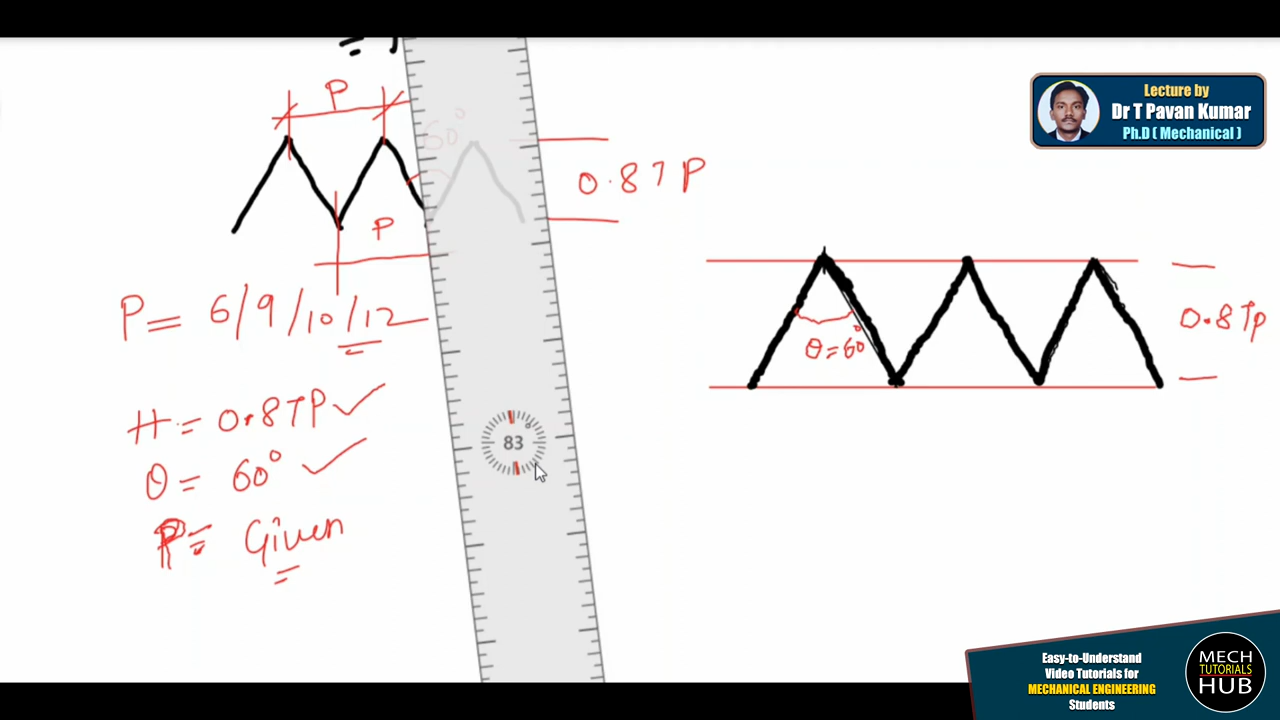 P
60°
0.87P
P
P = 6/9/10/12
H = 0.87P
θ = 60°
P = Given
83°
θ = 60°
0.87p
Lecture by
Dr T Pavan Kumar
Ph.D ( Mechanical )
Easy-to-Understand
Video Tutorials for
MECHANICAL ENGINEERING
Students
MECH
TUTORIALS
HUB